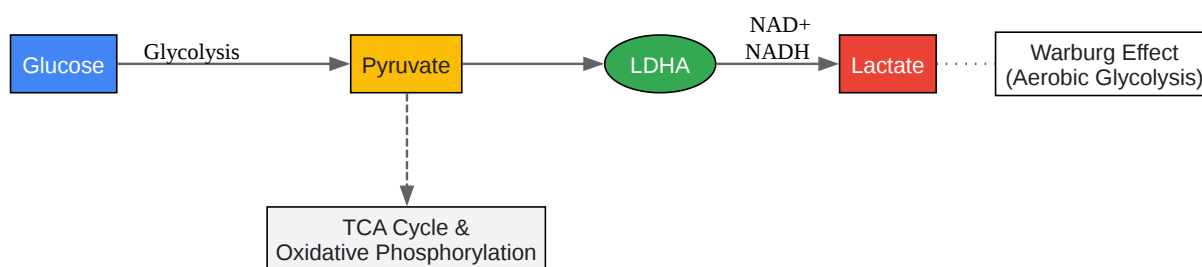 Glucose
Glycolysis
Pyruvate
LDHA
NAD+
NADH
Lactate
Warburg Effect
(Aerobic Glycolysis)
TCA Cycle &
Oxidative Phosphorylation